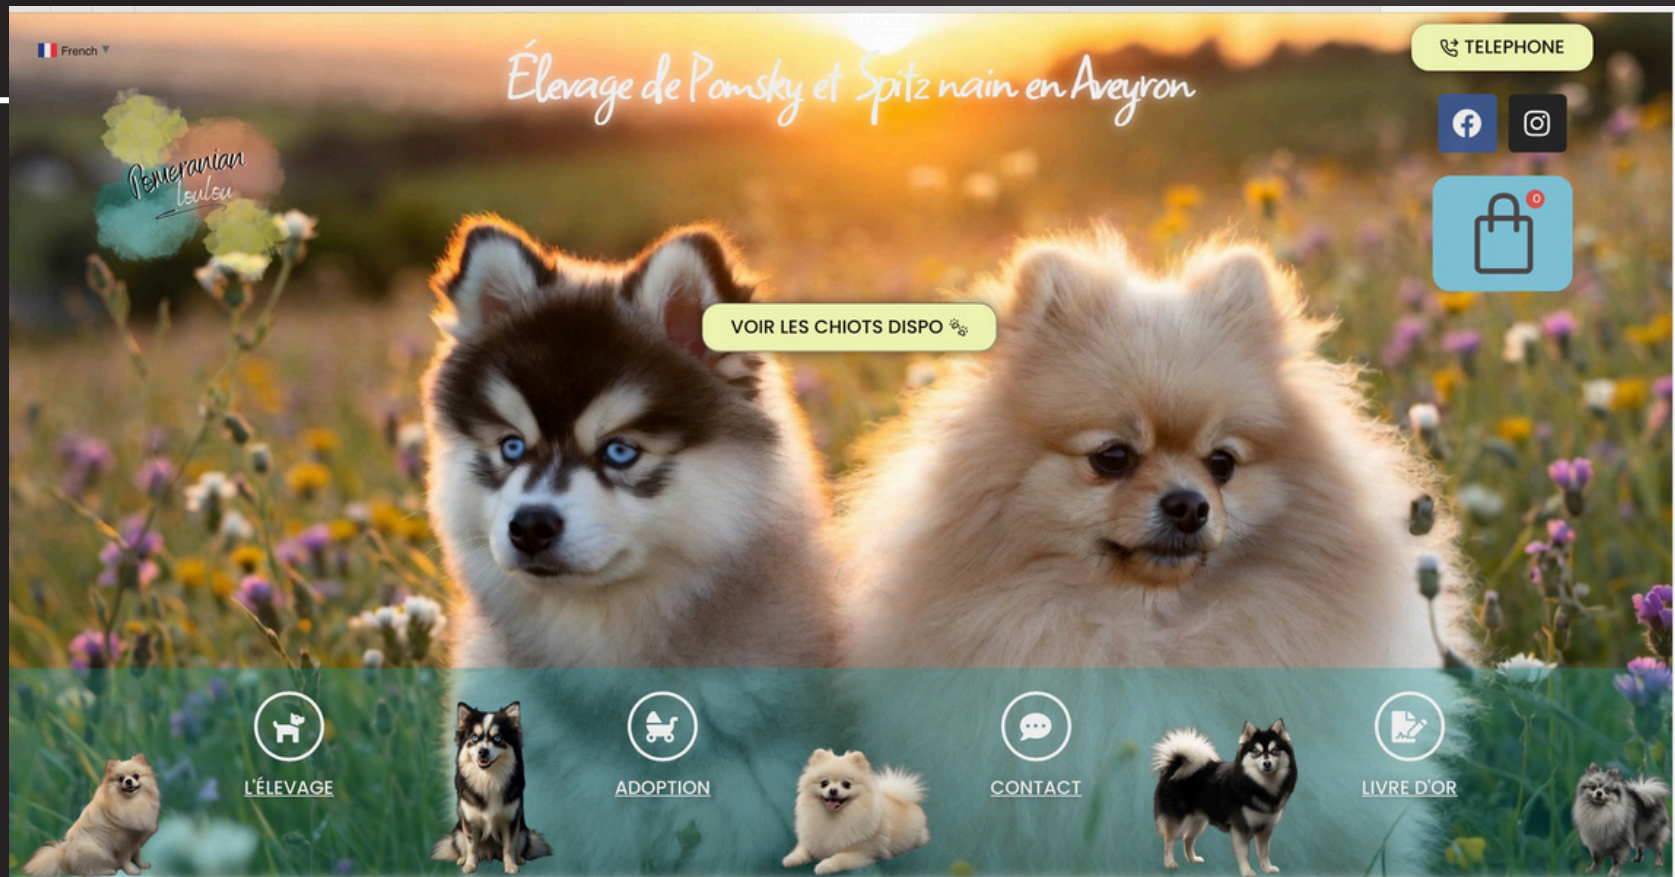 French ▼
Élevage de Pomsky et Spitz nain en Aveyron
TELEPHONE
Pomeranian
loulou
0
VOIR LES CHIOTS DISPO
L'ÉLEVAGE
ADOPTION
CONTACT
LIVRE D'OR